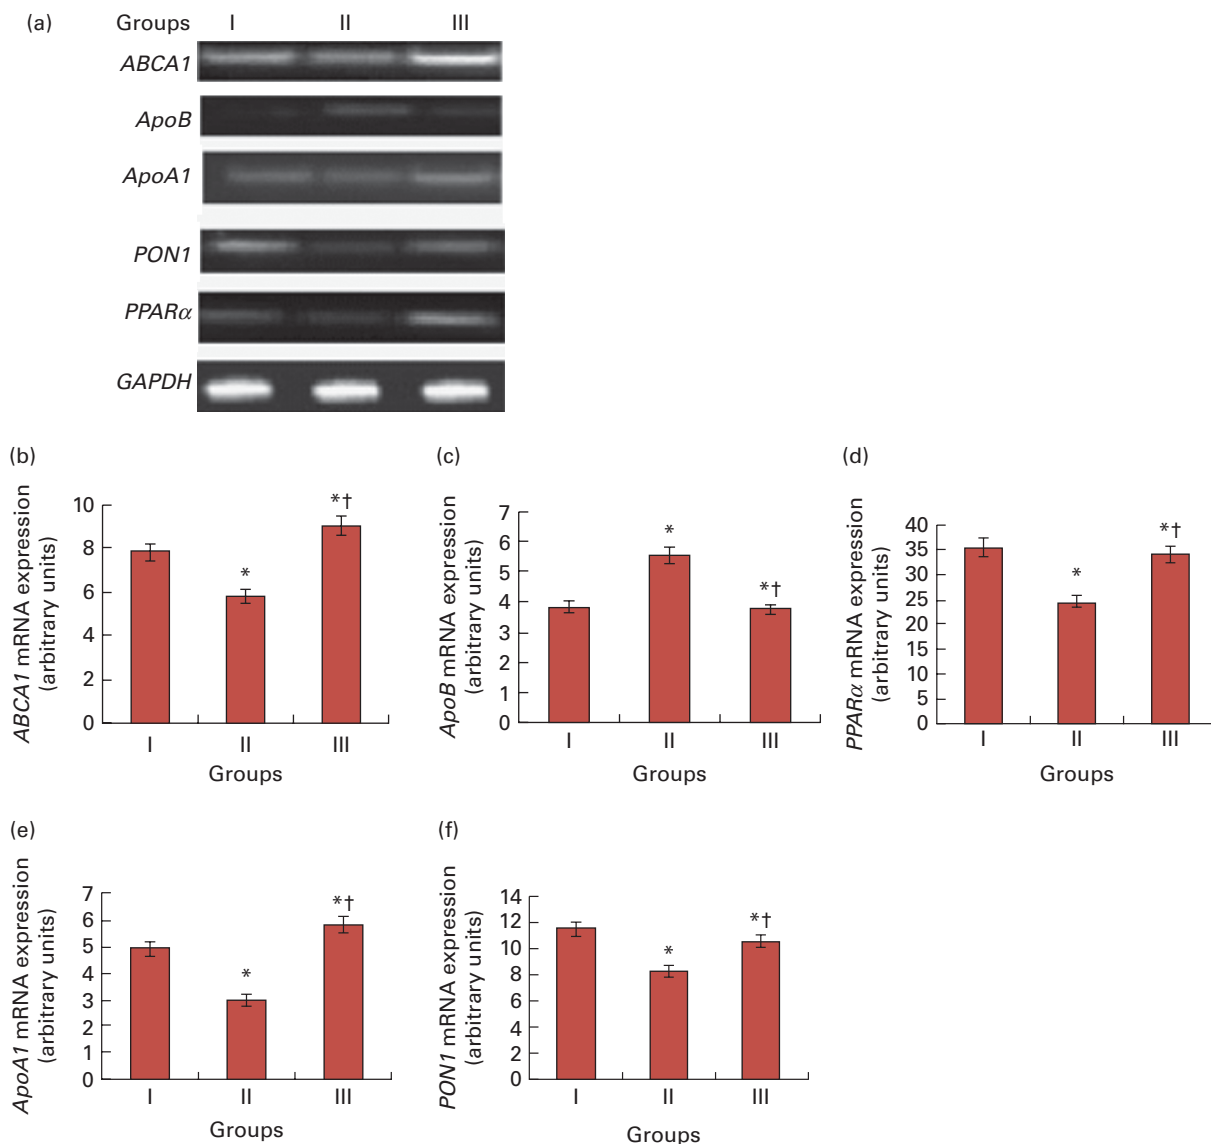 (a)
Groups I II III
ABCA1
ApoB
ApoA1
PON1
PPARα
GAPDH
(b)
ABCA1 mRNA expression
(arbitrary units)
10
8
6
4
2
0
*
*†
I II III
Groups
(c)
ApoB mRNA expression
(arbitrary units)
7
6
5
4
3
2
1
0
*
*†
I II III
Groups
(d)
PPARα mRNA expression
(arbitrary units)
40
35
30
25
20
15
10
5
0
*
*†
I II III
Groups
(e)
ApoA1 mRNA expression
(arbitrary units)
7
6
5
4
3
2
1
0
*
*†
I II III
Groups
(f)
PON1 mRNA expression
(arbitrary units)
14
12
10
8
6
4
2
0
*
*†
I II III
Groups